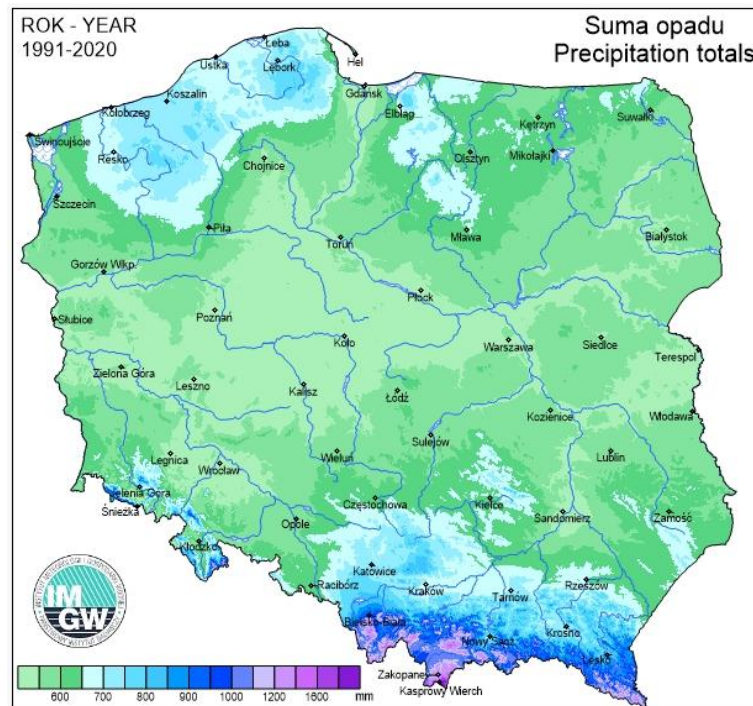 ROK - YEAR
1991-2020
Suma opadu
Precipitation totals
Łeba
Hel
Ustka
Lębork
Gdańsk
Koszalin
Kołobrzeg
Elbląg
Suwałki
Kętrzyn
Świnoujście
Resko
Chojnice
Olsztyn
Mikołajki
Szczecin
Piła
Toruń
Mława
Białystok
Gorzów Wlkp.
Płock
Słubice
Poznań
Koło
Warszawa
Siedlce
Terespol
Zielona Góra
Leszno
Kalisz
Łódź
Kozienice
Włodawa
Sulejów
Legnica
Wrocław
Wieluń
Lublin
Jelenia Góra
Śnieżka
Częstochowa
Kielce
Sandomierz
Zamość
Opole
Kłodzko
Katowice
Racibórz
Kraków
Tarnów
Rzeszów
Bielsko-Biała
Nowy Sącz
Krosno
Lesko
Zakopane
Kasprowy Wierch
IM
GW
600 700 800 900 1000 1200 1600 mm